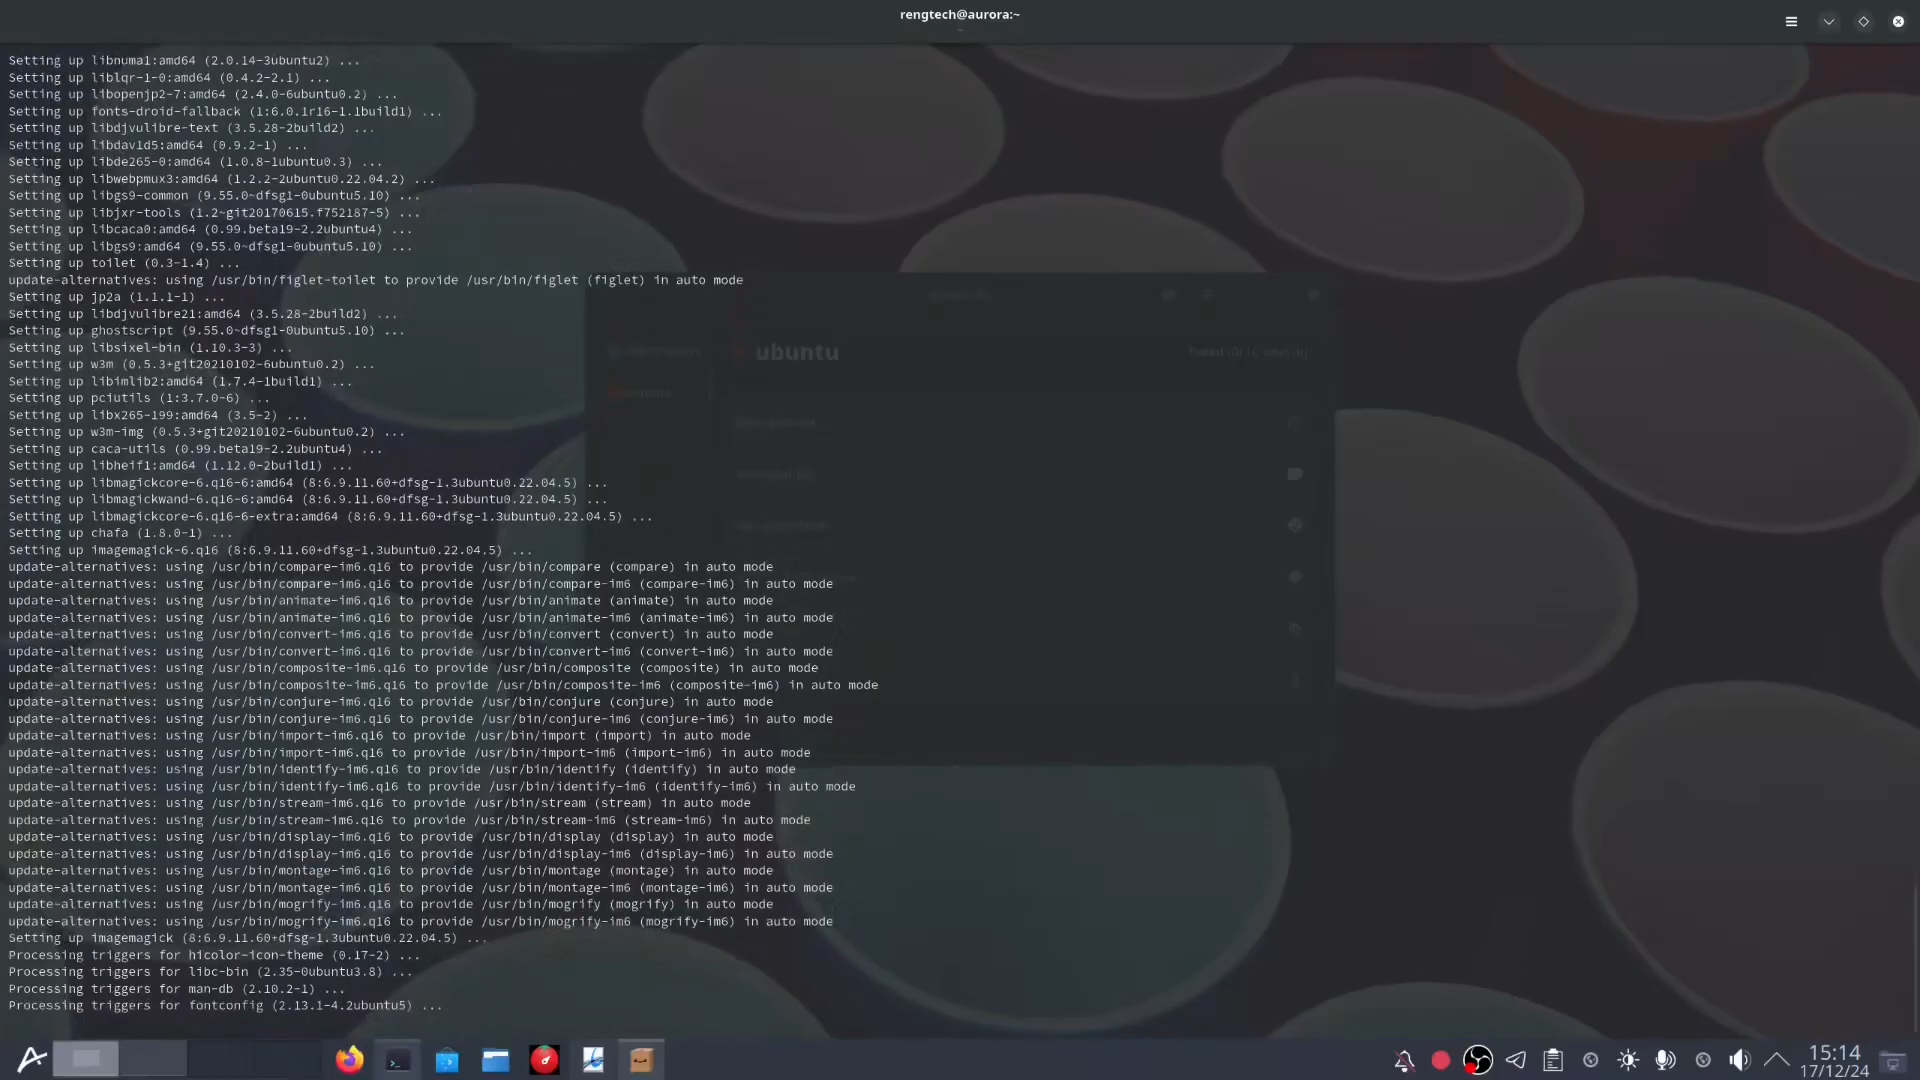 rengtech@aurora:~
Setting up libnuma1:amd64 (2.0.14-3ubuntu2) ...
Setting up liblqr-1-0:amd64 (0.4.2-2.1) ...
Setting up libopenjp2-7:amd64 (2.4.0-6ubuntu0.2) ...
Setting up fonts-droid-fallback (1:6.0.1r16-1.1build1) ...
Setting up libdjvulibre-text (3.5.28-2build2) ...
Setting up libdav1d5:amd64 (0.9.2-1) ...
Setting up libde265-0:amd64 (1.0.8-1ubuntu0.3) ...
Setting up libwebpmux3:amd64 (1.2.2-2ubuntu0.22.04.2) ...
Setting up libgs9-common (9.55.0~dfsg1-0ubuntu5.10) ...
Setting up libjxr-tools (1.2~git20170615.f752187-5) ...
Setting up libcaca0:amd64 (0.99.beta19-2.2ubuntu4) ...
Setting up libgs9:amd64 (9.55.0~dfsg1-0ubuntu5.10) ...
Setting up toilet (0.3-1.4) ...
update-alternatives: using /usr/bin/figlet-toilet to provide /usr/bin/figlet (figlet) in auto mode
Setting up jp2a (1.1.1-1) ...
Setting up libdjvulibre21:amd64 (3.5.28-2build2) ...
Setting up ghostscript (9.55.0~dfsg1-0ubuntu5.10) ...
Setting up libsixel-bin (1.10.3-3) ...
Setting up w3m (0.5.3+git20210102-6ubuntu0.2) ...
Setting up libimlib2:amd64 (1.7.4-1build1) ...
Setting up pciutils (1:3.7.0-6) ...
Setting up libx265-199:amd64 (3.5-2) ...
Setting up w3m-img (0.5.3+git20210102-6ubuntu0.2) ...
Setting up caca-utils (0.99.beta19-2.2ubuntu4) ...
Setting up libheif1:amd64 (1.12.0-2build1) ...
Setting up libmagickcore-6.q16-6:amd64 (8:6.9.11.60+dfsg-1.3ubuntu0.22.04.5) ...
Setting up libmagickwand-6.q16-6:amd64 (8:6.9.11.60+dfsg-1.3ubuntu0.22.04.5) ...
Setting up libmagickcore-6.q16-6-extra:amd64 (8:6.9.11.60+dfsg-1.3ubuntu0.22.04.5) ...
Setting up chafa (1.8.0-1) ...
Setting up imagemagick-6.q16 (8:6.9.11.60+dfsg-1.3ubuntu0.22.04.5) ...
update-alternatives: using /usr/bin/compare-im6.q16 to provide /usr/bin/compare (compare) in auto mode
update-alternatives: using /usr/bin/compare-im6.q16 to provide /usr/bin/compare-im6 (compare-im6) in auto mode
update-alternatives: using /usr/bin/animate-im6.q16 to provide /usr/bin/animate (animate) in auto mode
update-alternatives: using /usr/bin/animate-im6.q16 to provide /usr/bin/animate-im6 (animate-im6) in auto mode
update-alternatives: using /usr/bin/convert-im6.q16 to provide /usr/bin/convert (convert) in auto mode
update-alternatives: using /usr/bin/convert-im6.q16 to provide /usr/bin/convert-im6 (convert-im6) in auto mode
update-alternatives: using /usr/bin/composite-im6.q16 to provide /usr/bin/composite (composite) in auto mode
update-alternatives: using /usr/bin/composite-im6.q16 to provide /usr/bin/composite-im6 (composite-im6) in auto mode
update-alternatives: using /usr/bin/conjure-im6.q16 to provide /usr/bin/conjure (conjure) in auto mode
update-alternatives: using /usr/bin/conjure-im6.q16 to provide /usr/bin/conjure-im6 (conjure-im6) in auto mode
update-alternatives: using /usr/bin/import-im6.q16 to provide /usr/bin/import (import) in auto mode
update-alternatives: using /usr/bin/import-im6.q16 to provide /usr/bin/import-im6 (import-im6) in auto mode
update-alternatives: using /usr/bin/identify-im6.q16 to provide /usr/bin/identify (identify) in auto mode
update-alternatives: using /usr/bin/identify-im6.q16 to provide /usr/bin/identify-im6 (identify-im6) in auto mode
update-alternatives: using /usr/bin/stream-im6.q16 to provide /usr/bin/stream (stream) in auto mode
update-alternatives: using /usr/bin/stream-im6.q16 to provide /usr/bin/stream-im6 (stream-im6) in auto mode
update-alternatives: using /usr/bin/display-im6.q16 to provide /usr/bin/display (display) in auto mode
update-alternatives: using /usr/bin/display-im6.q16 to provide /usr/bin/display-im6 (display-im6) in auto mode
update-alternatives: using /usr/bin/montage-im6.q16 to provide /usr/bin/montage (montage) in auto mode
update-alternatives: using /usr/bin/montage-im6.q16 to provide /usr/bin/montage-im6 (montage-im6) in auto mode
update-alternatives: using /usr/bin/mogrify-im6.q16 to provide /usr/bin/mogrify (mogrify) in auto mode
update-alternatives: using /usr/bin/mogrify-im6.q16 to provide /usr/bin/mogrify-im6 (mogrify-im6) in auto mode
Setting up imagemagick (8:6.9.11.60+dfsg-1.3ubuntu0.22.04.5) ...
Processing triggers for hicolor-icon-theme (0.17-2) ...
Processing triggers for libc-bin (2.35-0ubuntu3.8) ...
Processing triggers for man-db (2.10.2-1) ...
Processing triggers for fontconfig (2.13.1-4.2ubuntu5) ...
ubuntu
15:14
17/12/24